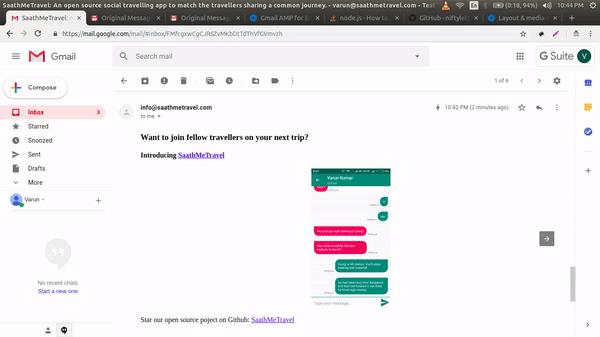 SaathMeTravel: An open source social travelling app to match the travellers sharing a common journey. - varun@saathmetravel.com - Tes
En
(0:18, 94%)
10:44 PM
SaathMeTravel: A
Original Message
Original Message
Gmail AMP for E
node.js - How to
GitHub - niftylet
Layout & media
https://mail.google.com/mail/#inbox/FMfcgxwCgCJRSZvMKbDtTdThVfGVmvzh
Gmail
Search mail
G Suite
V
Compose
1 of 6
Inbox
3
Starred
Snoozed
Sent
Drafts
More
Varun
No recent chats
Start a new one
info@saathmetravel.com
10:42 PM (2 minutes ago)
to me
Want to join fellow travellers on your next trip?
Introducing SaathMeTravel
Varun Kumar
Type your message...
Star our open source poject on Github: SaathMeTravel